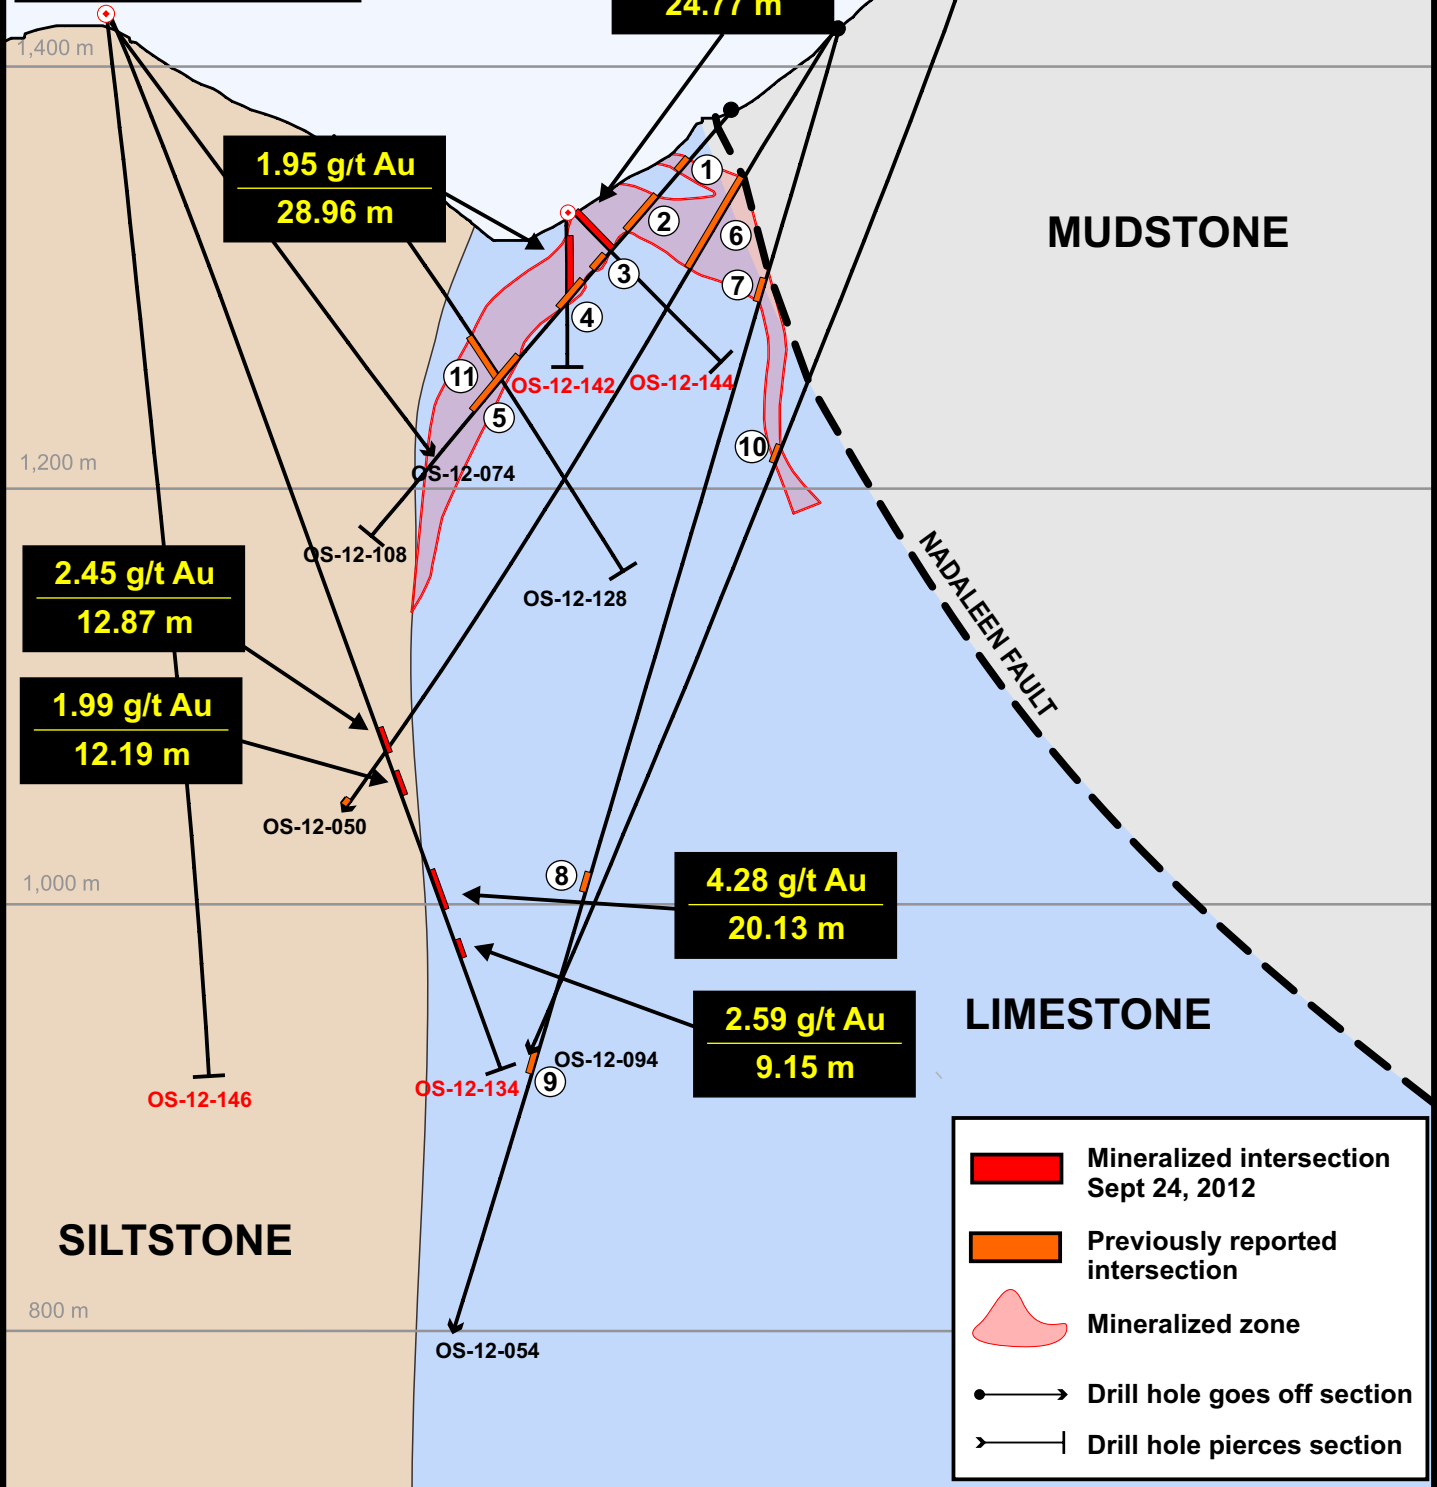 24.77 m
1,400 m
1.95 g/t Au
28.96 m
1
2
6
3
7
4
MUDSTONE
11
5
OS-12-142
OS-12-144
10
1,200 m
OS-12-074
OS-12-108
OS-12-128
NADALEEN FAULT
2.45 g/t Au
12.87 m
1.99 g/t Au
12.19 m
OS-12-050
1,000 m
8
4.28 g/t Au
20.13 m
2.59 g/t Au
9.15 m
LIMESTONE
OS-12-094
9
OS-12-134
OS-12-146
SILTSTONE
800 m
OS-12-054
Mineralized intersection
Sept 24, 2012
Previously reported
intersection
Mineralized zone
Drill hole goes off section
Drill hole pierces section